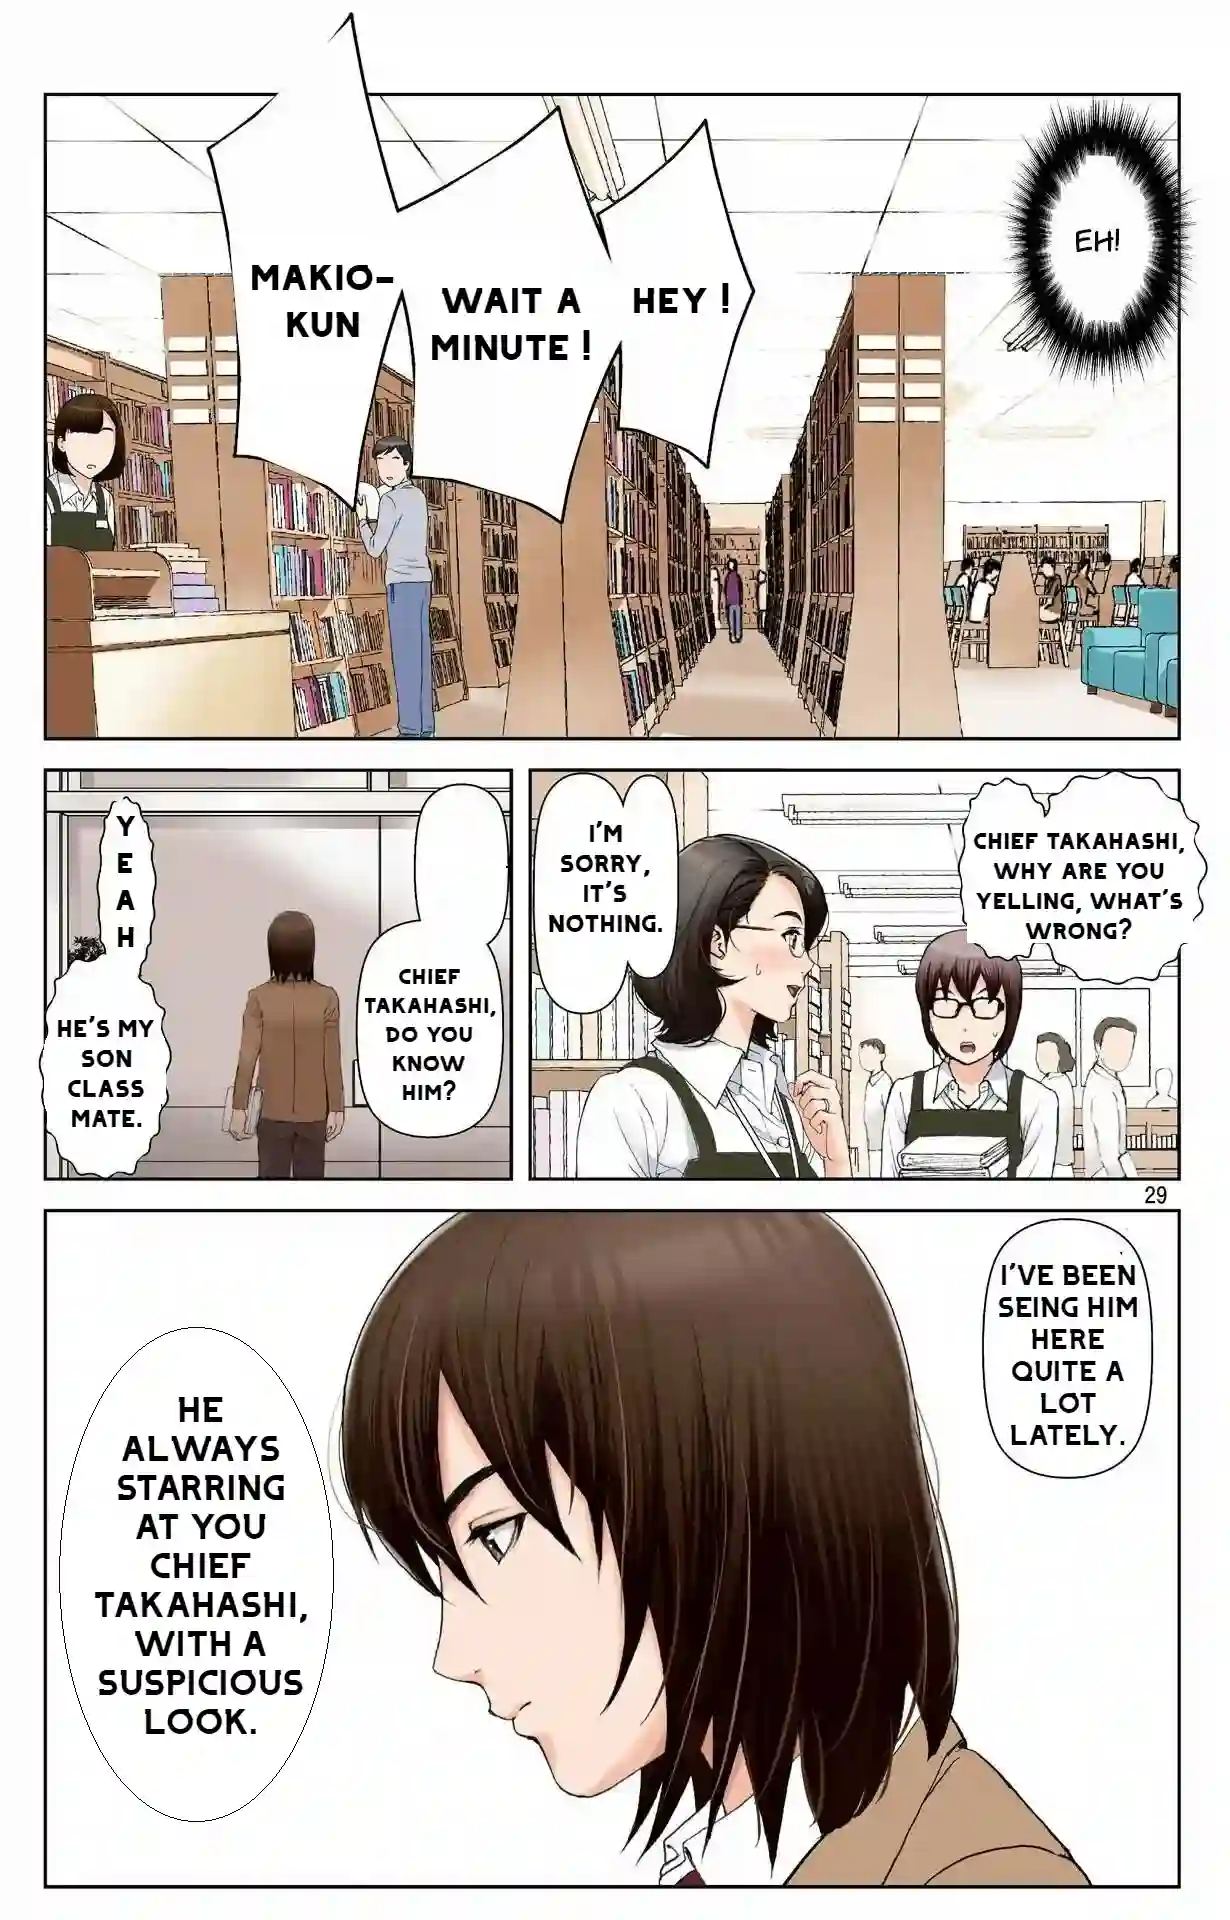 EH!
HEY !
WAIT A
MINUTE !
MAKIO-
KUN
CHIEF TAKAHASHI,
WHY ARE YOU
YELLING, WHAT'S
WRONG?
I'M
SORRY,
IT'S
NOTHING.
CHIEF
TAKAHASHI,
DO YOU
KNOW
HIM?
Y
E
A
H
HE'S MY
SON
CLASS
MATE.
29
I'VE BEEN
SEING HIM
HERE
QUITE A
LOT
LATELY.
HE
ALWAYS
STARRING
AT YOU
CHIEF
TAKAHASHI,
WITH A
SUSPICIOUS
LOOK.